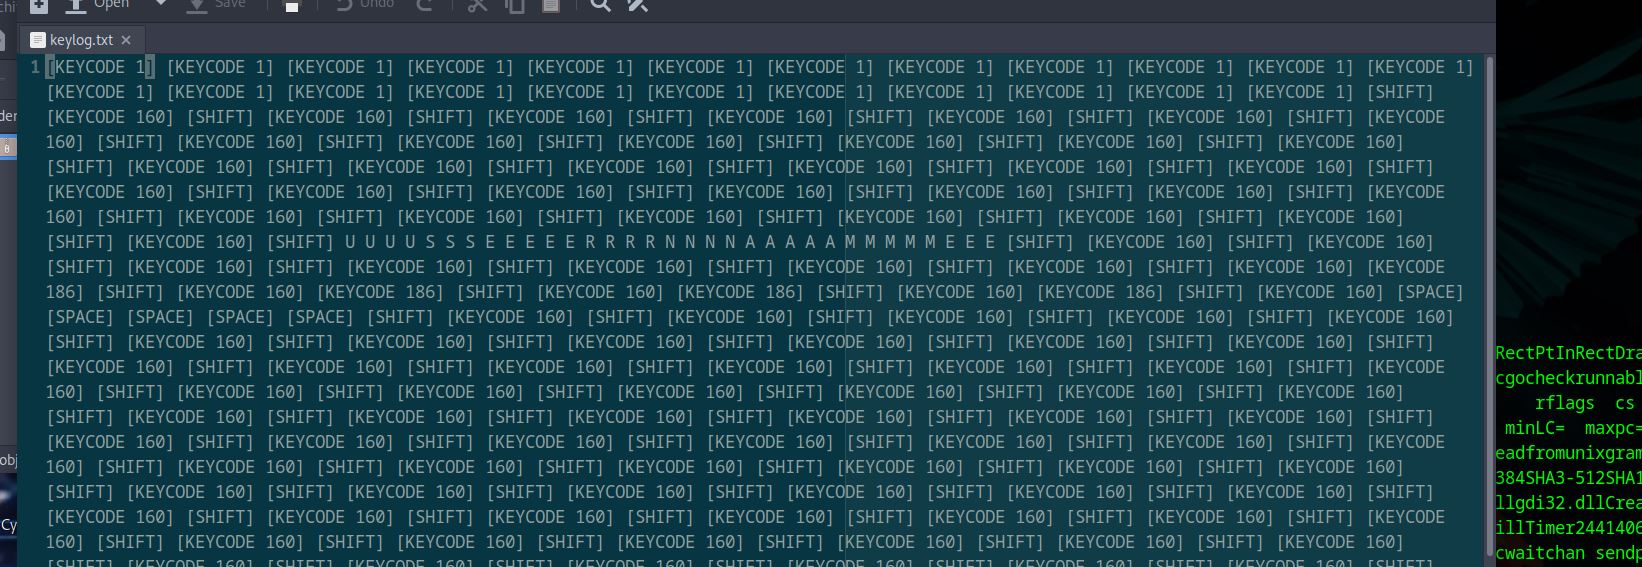 Open
Save
Undo
keylog.txt
1 [KEYCODE 1] [KEYCODE 1] [KEYCODE 1] [KEYCODE 1] [KEYCODE 1] [KEYCODE 1] [KEYCODE 1] [KEYCODE 1] [KEYCODE 1] [KEYCODE 1] [KEYCODE 1] [KEYCODE 1]
[KEYCODE 1] [KEYCODE 1] [KEYCODE 1] [KEYCODE 1] [KEYCODE 1] [KEYCODE 1] [KEYCODE 1] [KEYCODE 1] [KEYCODE 1] [KEYCODE 1] [KEYCODE 1] [SHIFT]
[KEYCODE 160] [SHIFT] [KEYCODE 160] [SHIFT] [KEYCODE 160] [SHIFT] [KEYCODE 160] [SHIFT] [KEYCODE 160] [SHIFT] [KEYCODE 160] [SHIFT] [KEYCODE
160] [SHIFT] [KEYCODE 160] [SHIFT] [KEYCODE 160] [SHIFT] [KEYCODE 160] [SHIFT] [KEYCODE 160] [SHIFT] [KEYCODE 160] [SHIFT] [KEYCODE 160]
[SHIFT] [KEYCODE 160] [SHIFT] [KEYCODE 160] [SHIFT] [KEYCODE 160] [SHIFT] [KEYCODE 160] [SHIFT] [KEYCODE 160] [SHIFT] [KEYCODE 160] [SHIFT]
[KEYCODE 160] [SHIFT] [KEYCODE 160] [SHIFT] [KEYCODE 160] [SHIFT] [KEYCODE 160] [SHIFT] [KEYCODE 160] [SHIFT] [KEYCODE 160] [SHIFT] [KEYCODE
160] [SHIFT] [KEYCODE 160] [SHIFT] [KEYCODE 160] [SHIFT] [KEYCODE 160] [SHIFT] [KEYCODE 160] [SHIFT] [KEYCODE 160] [SHIFT] [KEYCODE 160]
[SHIFT] [KEYCODE 160] [SHIFT] U U U U S S S E E E E E R R R R N N N N A A A A A M M M M M E E E [SHIFT] [KEYCODE 160] [SHIFT] [KEYCODE 160]
[SHIFT] [KEYCODE 160] [SHIFT] [KEYCODE 160] [SHIFT] [KEYCODE 160] [SHIFT] [KEYCODE 160] [SHIFT] [KEYCODE 160] [SHIFT] [KEYCODE 160] [KEYCODE
186] [SHIFT] [KEYCODE 160] [KEYCODE 186] [SHIFT] [KEYCODE 160] [KEYCODE 186] [SHIFT] [KEYCODE 160] [KEYCODE 186] [SHIFT] [KEYCODE 160] [SPACE]
[SPACE] [SPACE] [SPACE] [SPACE] [SHIFT] [KEYCODE 160] [SHIFT] [KEYCODE 160] [SHIFT] [KEYCODE 160] [SHIFT] [KEYCODE 160] [SHIFT] [KEYCODE 160]
[SHIFT] [KEYCODE 160] [SHIFT] [KEYCODE 160] [SHIFT] [KEYCODE 160] [SHIFT] [KEYCODE 160] [SHIFT] [KEYCODE 160] [SHIFT] [KEYCODE 160] [SHIFT]
[KEYCODE 160] [SHIFT] [KEYCODE 160] [SHIFT] [KEYCODE 160] [SHIFT] [KEYCODE 160] [SHIFT] [KEYCODE 160] [SHIFT] [KEYCODE 160] [SHIFT] [KEYCODE
160] [SHIFT] [KEYCODE 160] [SHIFT] [KEYCODE 160] [SHIFT] [KEYCODE 160] [SHIFT] [KEYCODE 160] [SHIFT] [KEYCODE 160] [SHIFT] [KEYCODE 160]
[SHIFT] [KEYCODE 160] [SHIFT] [KEYCODE 160] [SHIFT] [KEYCODE 160] [SHIFT] [KEYCODE 160] [SHIFT] [KEYCODE 160] [SHIFT] [KEYCODE 160] [SHIFT]
[KEYCODE 160] [SHIFT] [KEYCODE 160] [SHIFT] [KEYCODE 160] [SHIFT] [KEYCODE 160] [SHIFT] [KEYCODE 160] [SHIFT] [KEYCODE 160] [SHIFT] [KEYCODE
160] [SHIFT] [KEYCODE 160] [SHIFT] [KEYCODE 160] [SHIFT] [KEYCODE 160] [SHIFT] [KEYCODE 160] [SHIFT] [KEYCODE 160] [SHIFT] [KEYCODE 160]
[SHIFT] [KEYCODE 160] [SHIFT] [KEYCODE 160] [SHIFT] [KEYCODE 160] [SHIFT] [KEYCODE 160] [SHIFT] [KEYCODE 160] [SHIFT] [KEYCODE 160] [SHIFT]
[KEYCODE 160] [SHIFT] [KEYCODE 160] [SHIFT] [KEYCODE 160] [SHIFT] [KEYCODE 160] [SHIFT] [KEYCODE 160] [SHIFT] [KEYCODE 160] [SHIFT] [KEYCODE
160] [SHIFT] [KEYCODE 160] [SHIFT] [KEYCODE 160] [SHIFT] [KEYCODE 160] [SHIFT] [KEYCODE 160] [SHIFT] [KEYCODE 160] [SHIFT] [KEYCODE 160]
der
obj
Cy
RectPtInRectDra
cgocheckrunnabl
rflags cs
minLC= maxpc=
eadfromunixgram
384SHA3-512SHA1
llgdi32.dllCrea
illTimer2441406
cwaitchan sendp